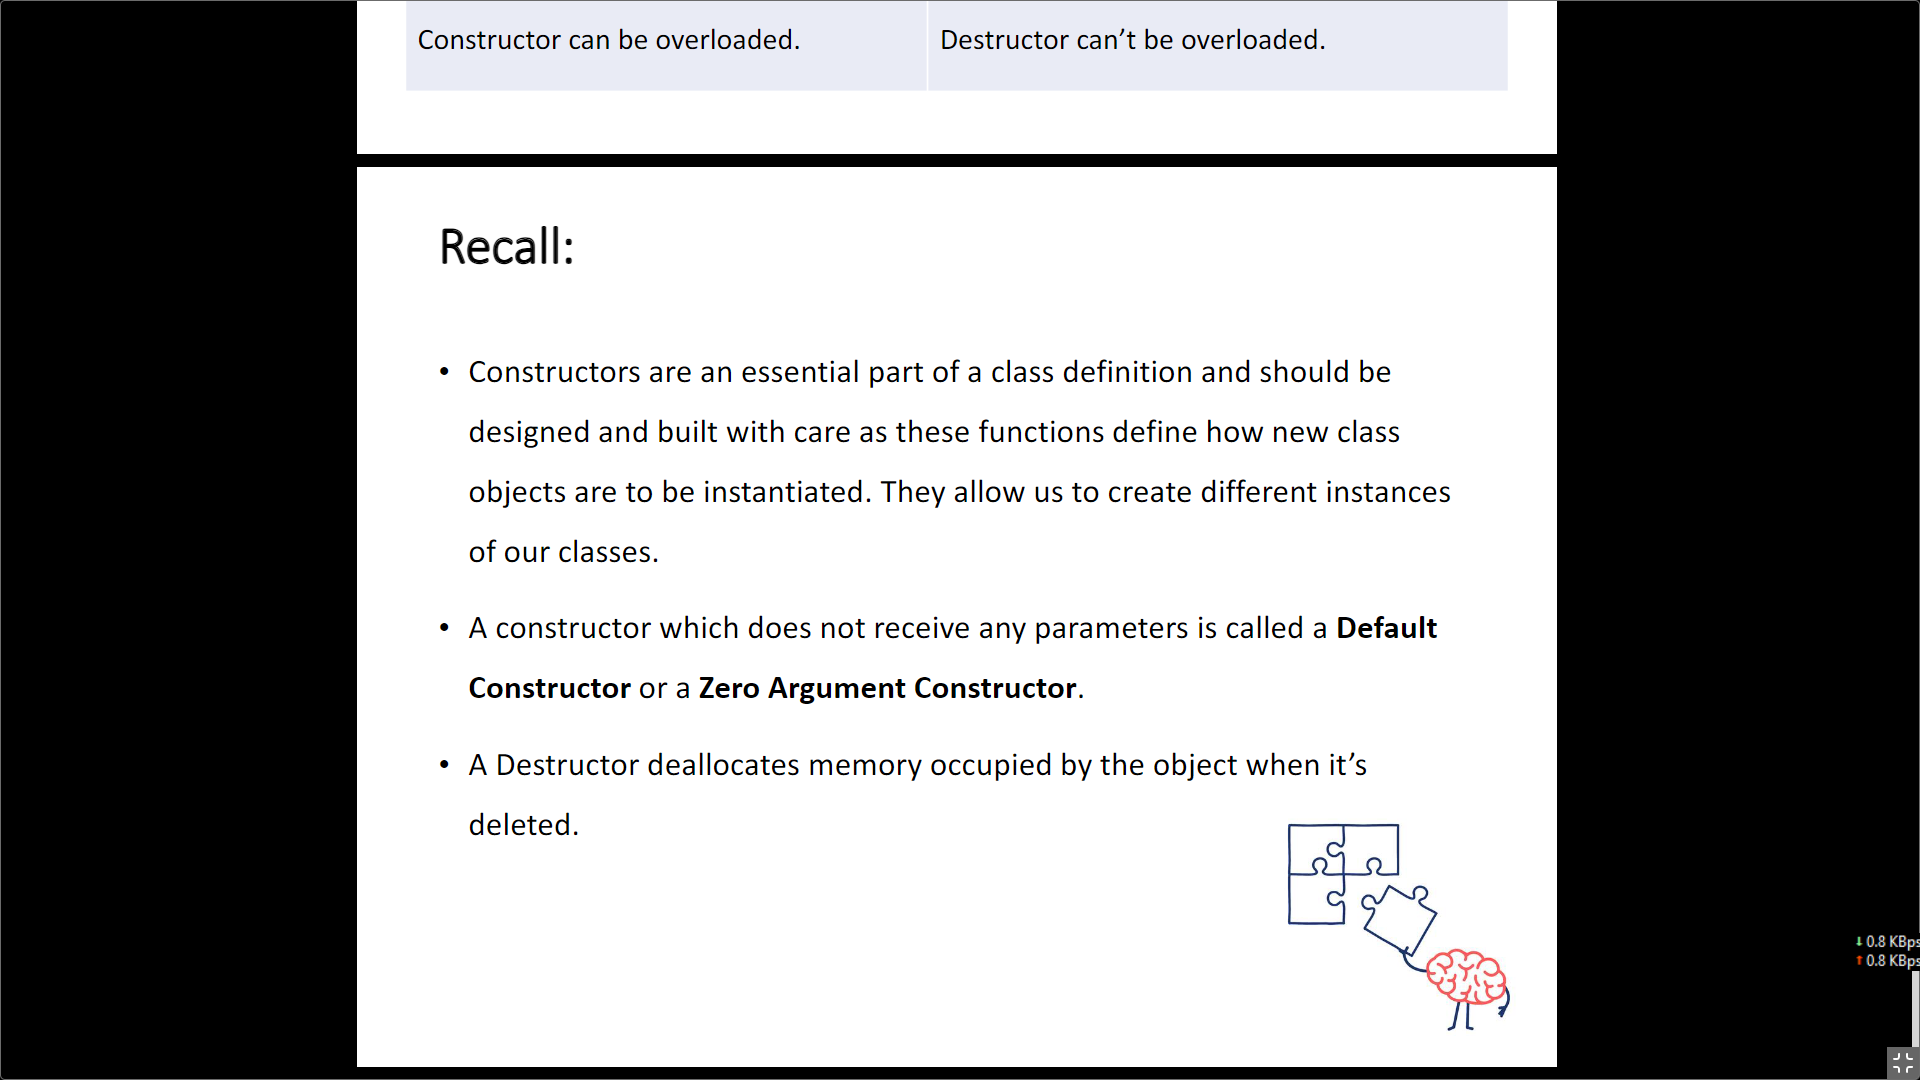 Constructor can be overloaded. Destructor can’t be overloaded.
Recall:
• Constructors are an essential part of a class definition and should be
designed and built with care as these functions define how new class
objects are to be instantiated. They allow us to create different instances
of our classes.
• A constructor which does not receive any parameters is called a Default
Constructor or a Zero Argument Constructor.
• A Destructor deallocates memory occupied by the object when it’s
deleted.
↓ 0.8 KBps
↑ 0.8 KBps